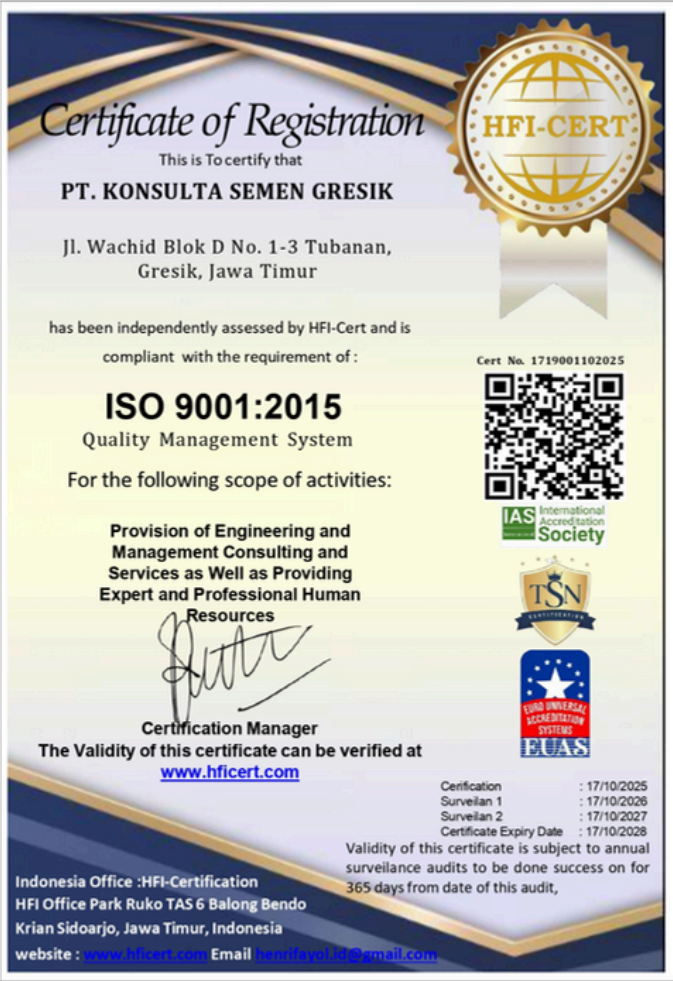 Certificate of Registration
This is To certify that
PT. KONSULTA SEMEN GRESIK
Jl. Wachid Blok D No. 1-3 Tubanan,
Gresik, Jawa Timur
has been independently assessed by HFI-Cert and is
compliant with the requirement of :
ISO 9001:2015
Quality Management System
For the following scope of activities:
Provision of Engineering and
Management Consulting and
Services as Well as Providing
Expert and Professional Human
Resources
Certification Manager
The Validity of this certificate can be verified at
www.hficert.com
HFI-CERT
Cert No. 1719001102025
IAS International
Accreditation
Society
TSN
CERTIFICATION
EURO UNIVERSAL
ACCREDITATION
SYSTEMS
EUAS
Cerification : 17/10/2025
Surveilan 1 : 17/10/2026
Surveilan 2 : 17/10/2027
Certificate Expiry Date : 17/10/2028
Validity of this certificate is subject to annual
surveilance audits to be done success on for
365 days from date of this audit,
Indonesia Office :HFI-Certification
HFI Office Park Ruko TAS 6 Balong Bendo
Krian Sidoarjo, Jawa Timur, Indonesia
website : www.hficert.com Email henrifayol.id@gmail.com